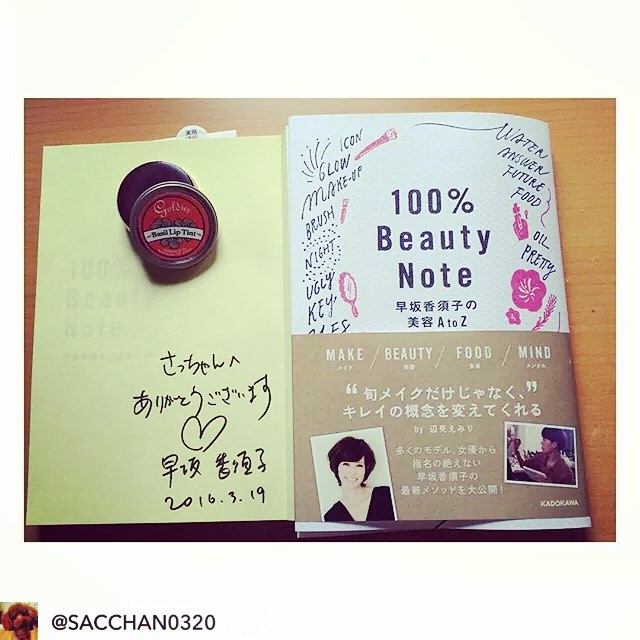 実用
Goldies
~Basil Lip Tint~
100%
Beauty
Note
さっちゃんへ
ありがとうございます
早坂 香須子
2016.3.19
ICON
GLOW
MAKE-UP
BRUSH
NIGHT
UGLY
KEY
100%
Beauty
Note
早坂香須子の
美容 A to Z
WATER
ANSWER
FUTURE
FOOD
OIL
PRETTY
MAKE / BEAUTY / FOOD / MIND
メイク 美容 食事 メンタル
“旬メイクだけじゃなく、”
キレイの概念を変えてくれる
by 辺見えみり
多くのモデル、女優から
指名の絶えない
早坂香須子の
最新メソッドを大公開!
KADOKAWA
@SACCHAN0320